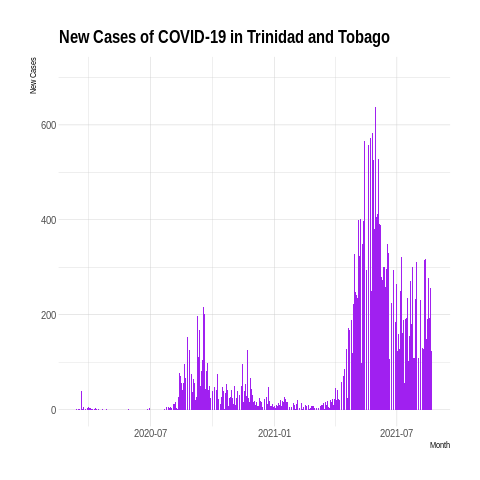 New Cases of COVID-19 in Trinidad and Tobago
New Cases
600
400
200
0
2020-07
2021-01
2021-07
Month